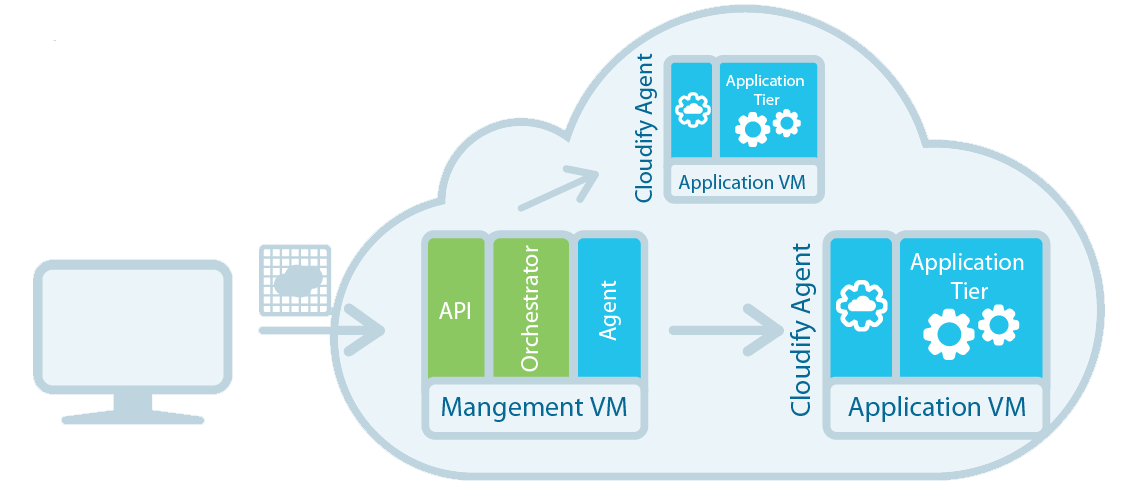 Cloudify Agent
Application
Tier
Application VM
API
Orchestrator
Agent
Mangement VM
Cloudify Agent
Application
Tier
Application VM